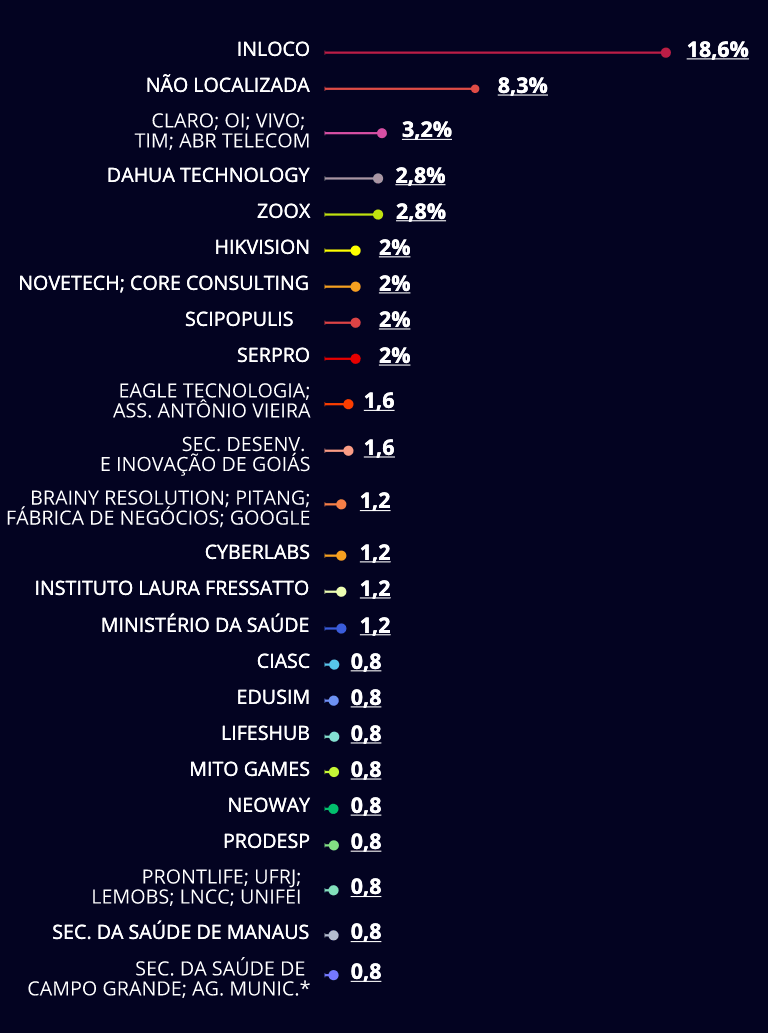 INLOCO 18,6%
NÃO LOCALIZADA 8,3%
CLARO; OI; VIVO;
TIM; ABR TELECOM 3,2%
DAHUA TECHNOLOGY 2,8%
ZOOX 2,8%
HIKVISION 2%
NOVETECH; CORE CONSULTING 2%
SCIPOPULIS 2%
SERPRO 2%
EAGLE TECNOLOGIA;
ASS. ANTÔNIO VIEIRA 1,6
SEC. DESENV.
E INOVAÇÃO DE GOIÁS 1,6
BRAINY RESOLUTION; PITANG;
FÁBRICA DE NEGÓCIOS; GOOGLE 1,2
CYBERLABS 1,2
INSTITUTO LAURA FRESSATTO 1,2
MINISTÉRIO DA SAÚDE 1,2
CIASC 0,8
EDUSIM 0,8
LIFESHUB 0,8
MITO GAMES 0,8
NEOWAY 0,8
PRODESP 0,8
PRONTLIFE; UFRJ;
LEMOBS; LNCC; UNIFEI 0,8
SEC. DA SAÚDE DE MANAUS 0,8
SEC. DA SAÚDE DE
CAMPO GRANDE; AG. MUNIC.* 0,8